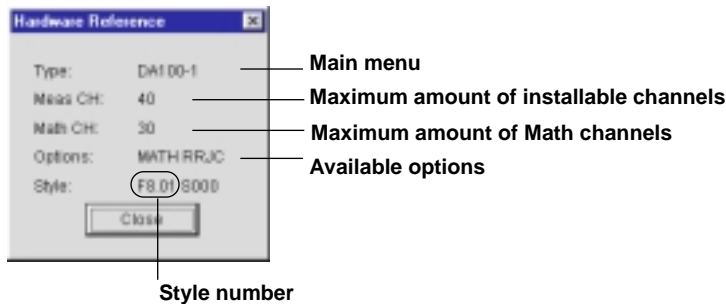 Hardware Reference
Type: DA100-1 Main menu
Meas CH: 40 Maximum amount of installable channels
Math CH: 30 Maximum amount of Math channels
Options: MATH RRJC Available options
Style: F8.01 S000
Close
Style number